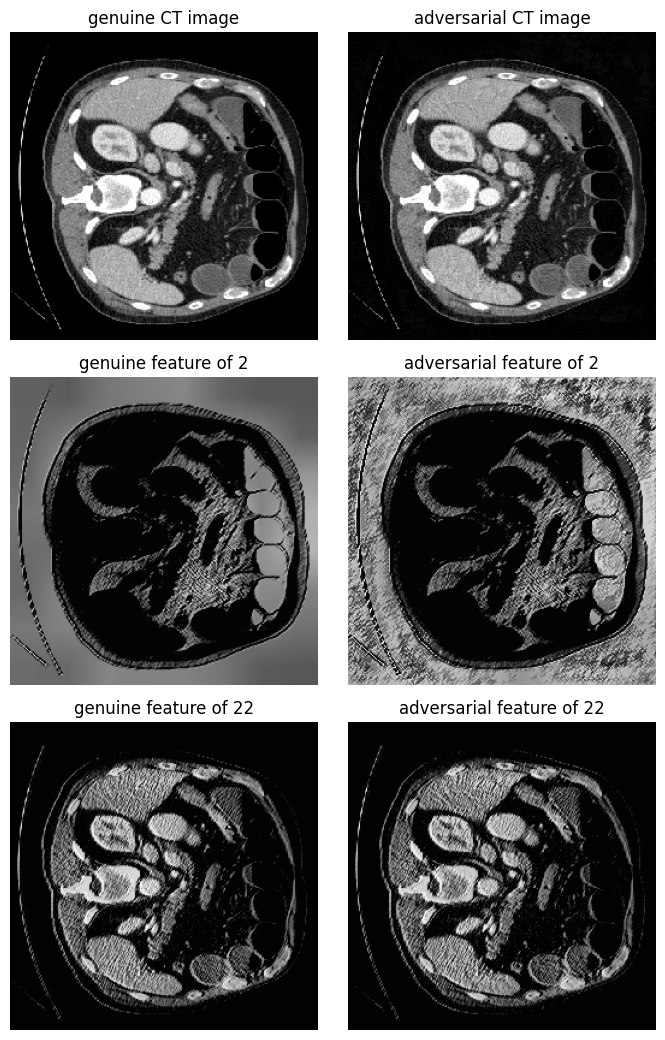 genuine CT image
adversarial CT image
genuine feature of 2
adversarial feature of 2
genuine feature of 22
adversarial feature of 22